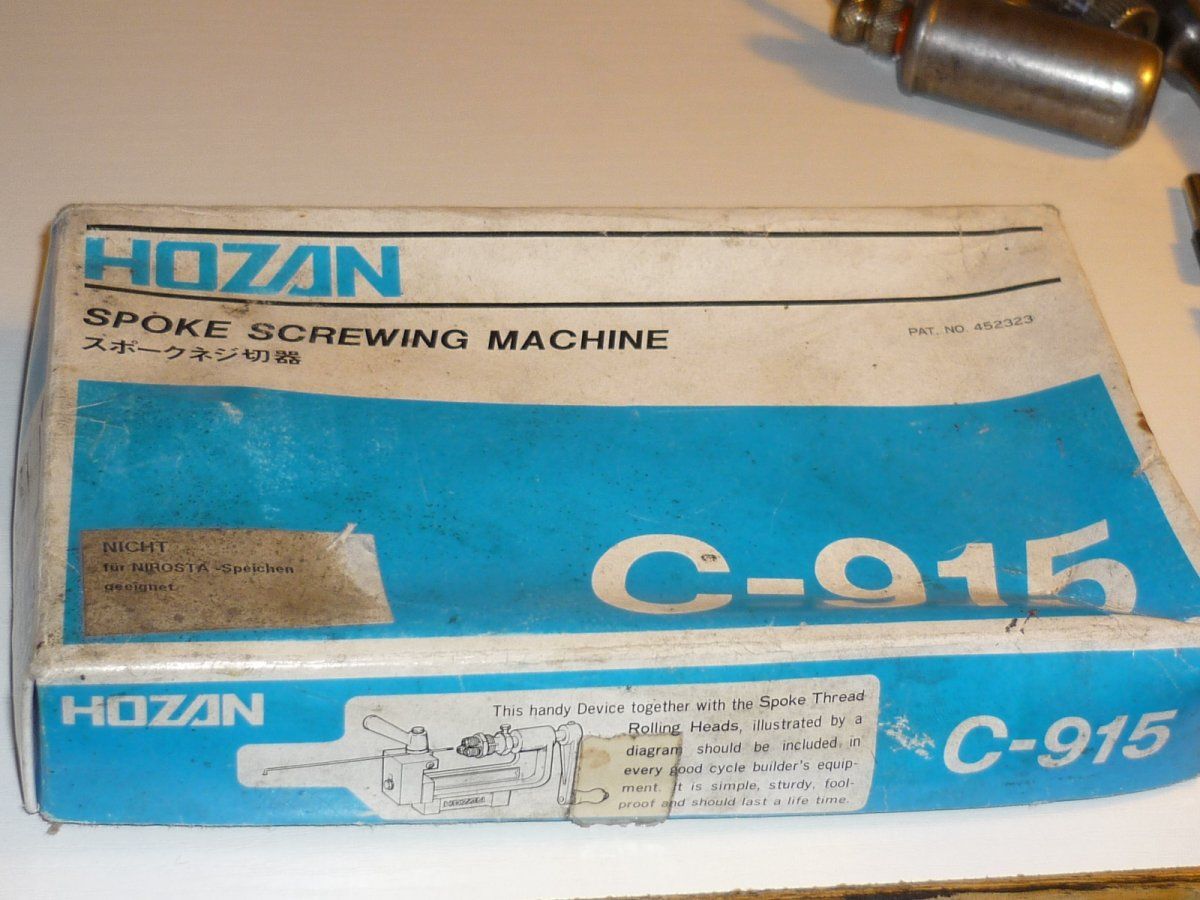 HOZAN
SPOKE SCREWING MACHINE
スポークネジ切器
PAT. NO. 452323
C-915
NICHT
für NIROSTA-Speichen
geeignet.
HOZAN
This handy Device together with the Spoke Thread
Rolling Heads, illustrated by a
diagram should be included in
every good cycle builder's equip-
ment. It is simple, sturdy, fool-
proof and should last a life time.
HOZAN
C-915